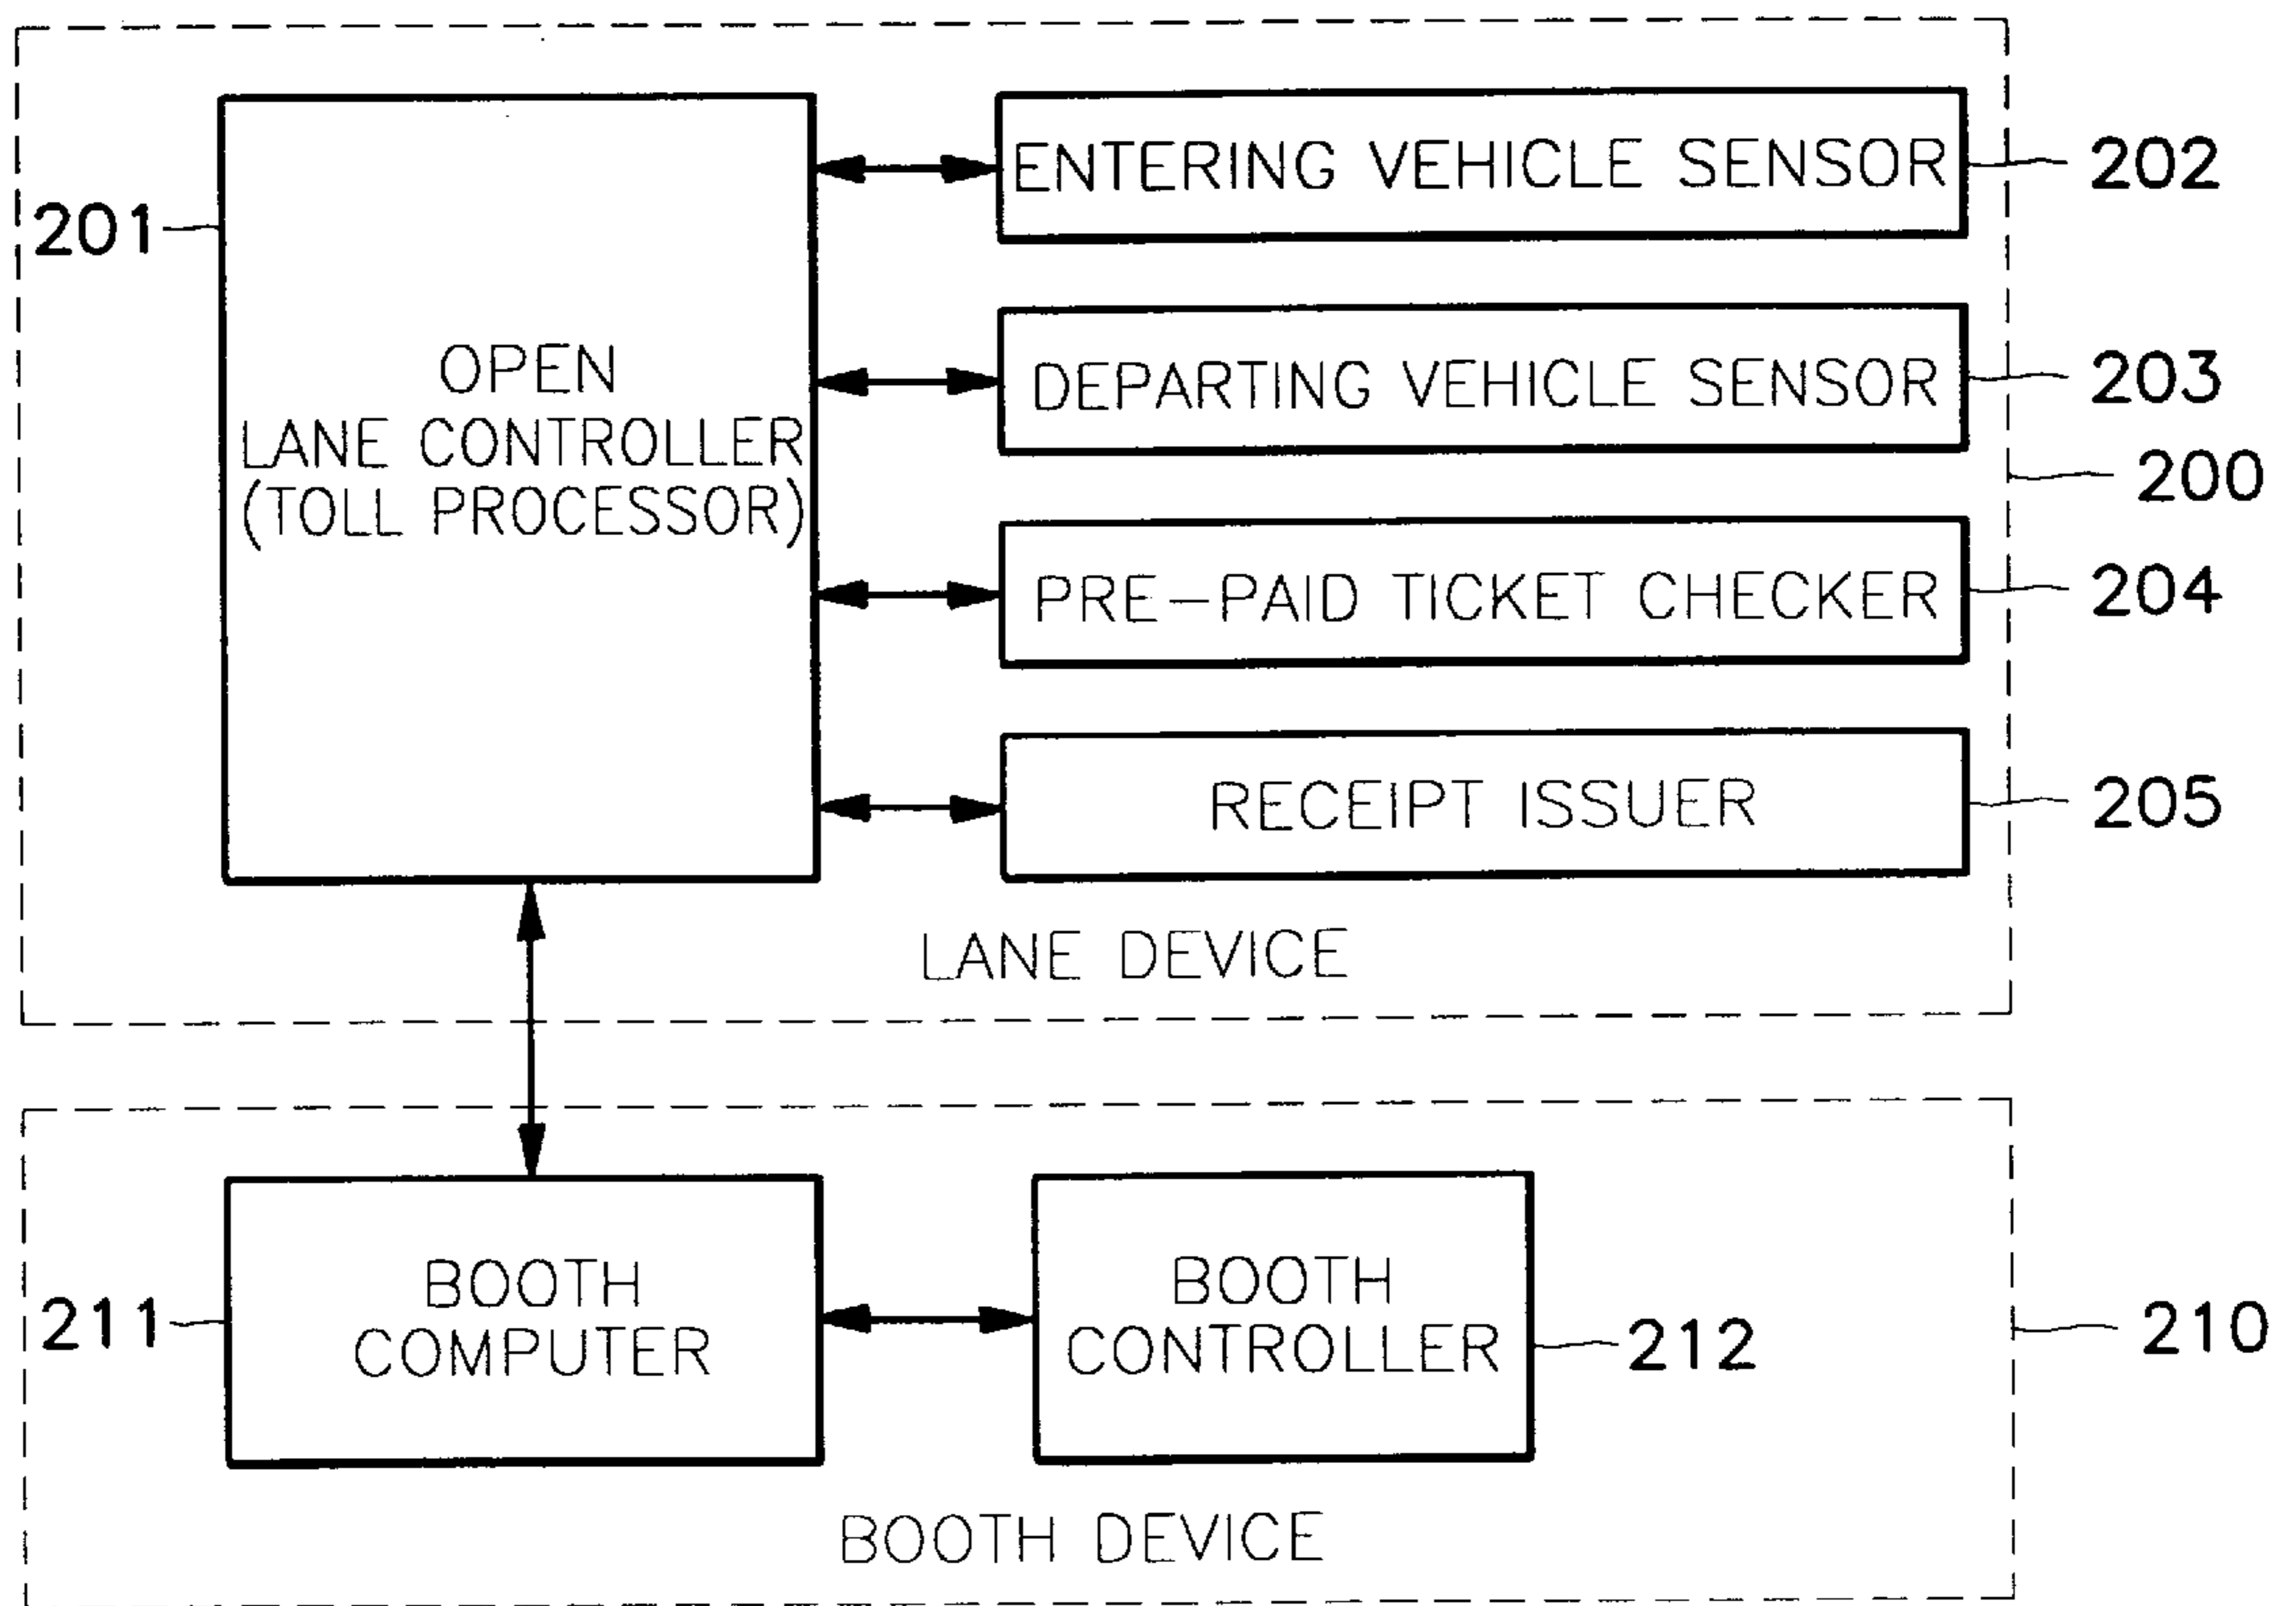 ENTERING VEHICLE SENSOR
202
201
OPEN
LANE CONTROLLER
(TOLL PROCESSOR)
DEPARTING VEHICLE SENSOR
203
200
PRE-PAID TICKET CHECKER
204
RECEIPT ISSUER
205
LANE DEVICE
211
BOOTH
COMPUTER
BOOTH
CONTROLLER
212
210
BOOTH DEVICE